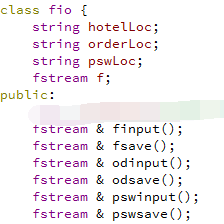 class fio {
    string hotelLoc;
    string orderLoc;
    string pswLoc;
    fstream f;
public:
    fstream & finput();
    fstream & fsave();
    fstream & odinput();
    fstream & odsave();
    fstream & pswinput();
    fstream & pswsave();